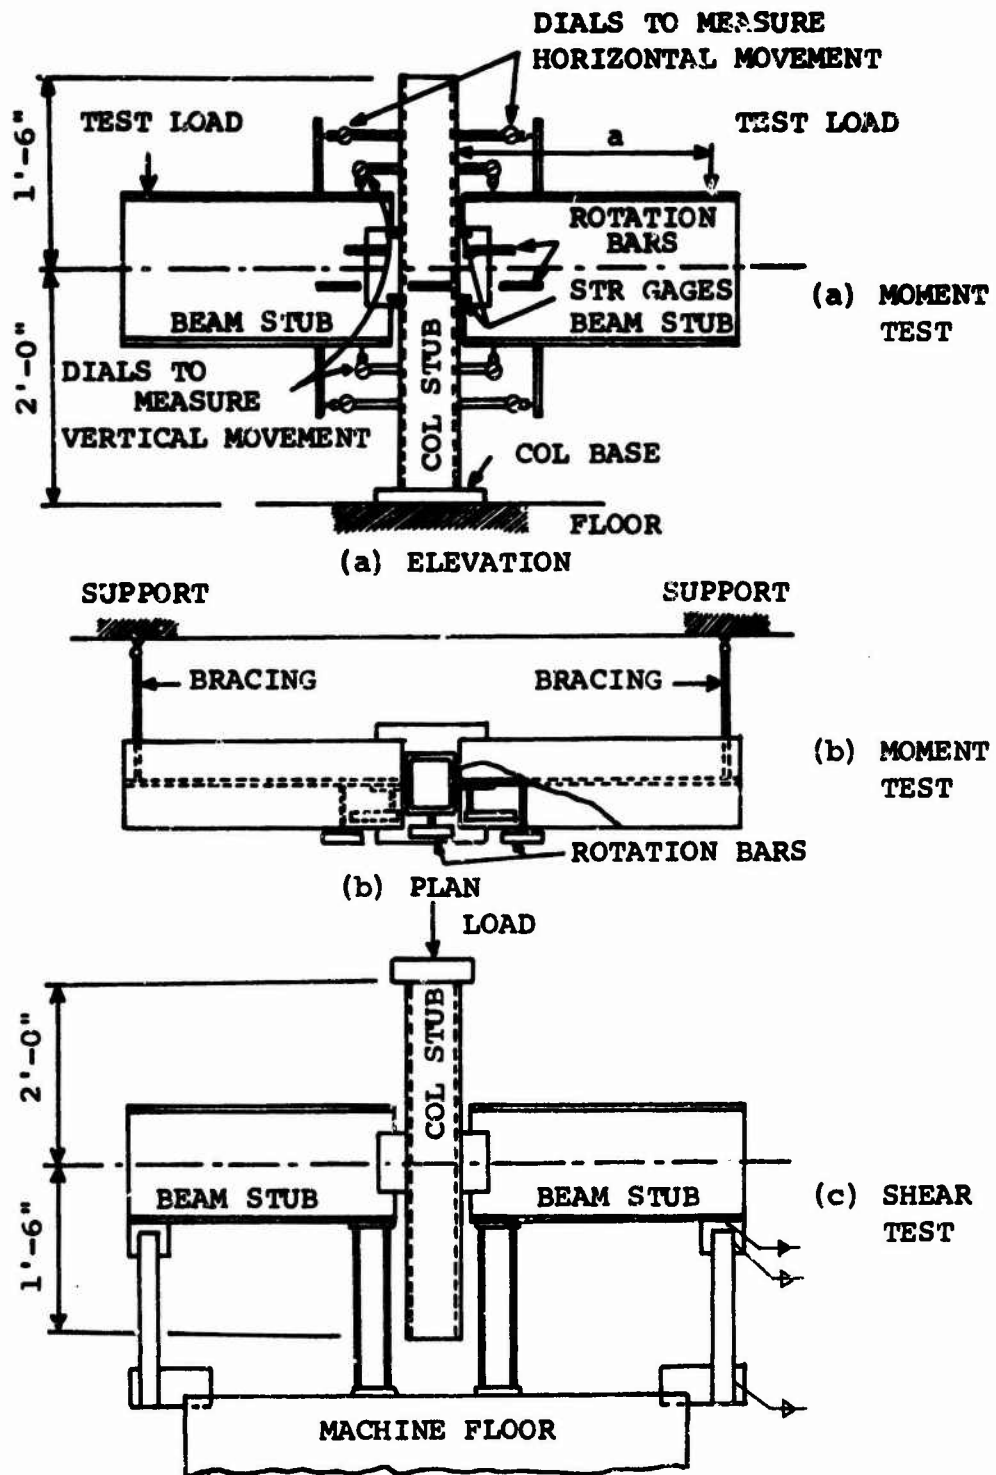 DIALS TO MEASURE
HORIZONTAL MOVEMENT
1'-6"
TEST LOAD
a
TEST LOAD
ROTATION
BARS
STR GAGES
BEAM STUB
BEAM STUB
(a) MOMENT
TEST
2'-0"
DIALS TO
MEASURE
VERTICAL MOVEMENT
COL STUB
COL BASE
FLOOR
(a) ELEVATION
SUPPORT
SUPPORT
BRACING
BRACING
(b) MOMENT
TEST
ROTATION BARS
(b) PLAN
LOAD
2'-0"
COL STUB
BEAM STUB
BEAM STUB
(c) SHEAR
TEST
1'-6"
MACHINE FLOOR